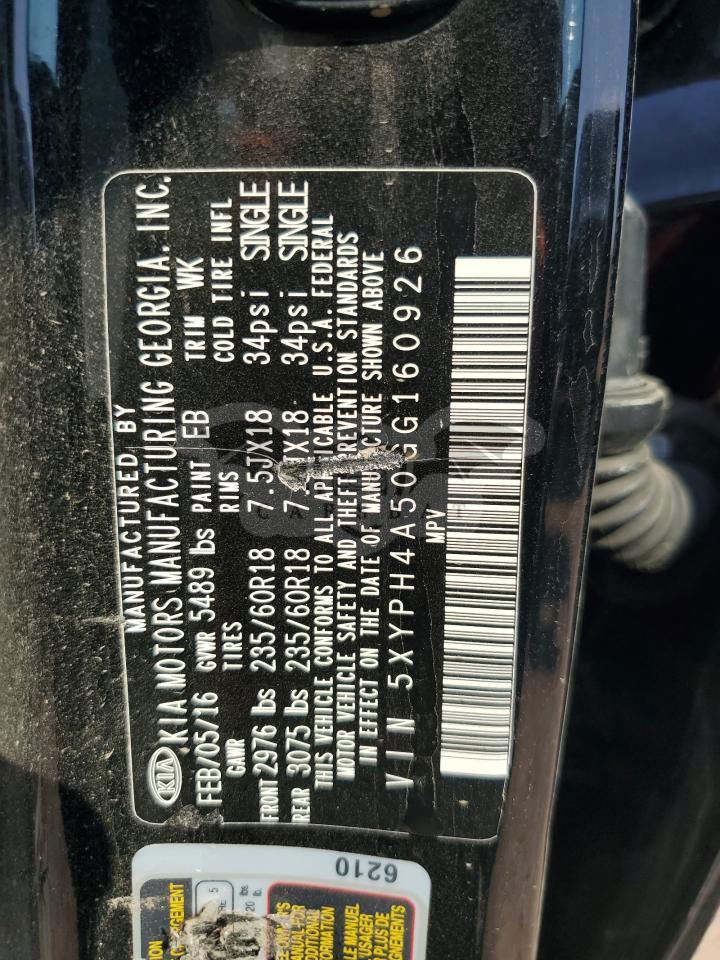 MANUFACTURED BY
KIA KIA MOTORS MANUFACTURING GEORGIA, INC.
FEB/05/16 GVWR 5489 lbs PAINT EB TRIM WK
GAWR TIRES RIMS COLD TIRE INFL
FRONT 2976 lbs 235/60R18 7.5JX18 34psi SINGLE
REAR 3075 lbs 235/60R18 34psi SINGLE
THIS VEHICLE CONFORMS TO ALL APPLICABLE U.S.A. FEDERAL
MOTOR VEHICLE SAFETY AND THEFT PREVENTION STANDARDS
IN EFFECT ON THE DATE OF MANUFACTURE SHOWN ABOVE
VIN 5XYPH4A50GG160926
MPV
6210